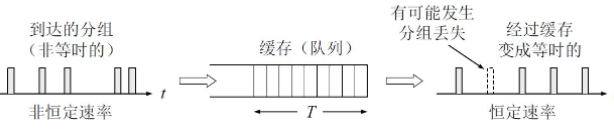 到达的分组
（非等时的）
t
非恒定速率
缓存（队列）
T
有可能发生
分组丢失
经过缓存
变成等时的
恒定速率